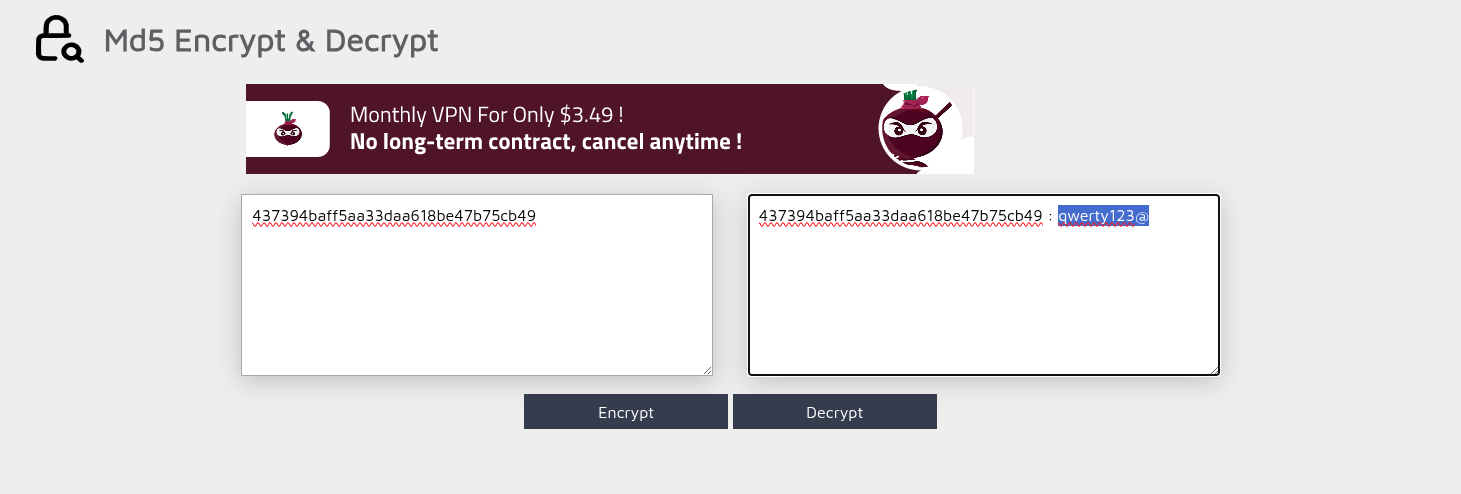 Md5 Encrypt & Decrypt
Monthly VPN For Only $3.49 !
No long-term contract, cancel anytime !
437394baff5aa33daa618be47b75cb49
437394baff5aa33daa618be47b75cb49 : qwerty123@
Encrypt
Decrypt